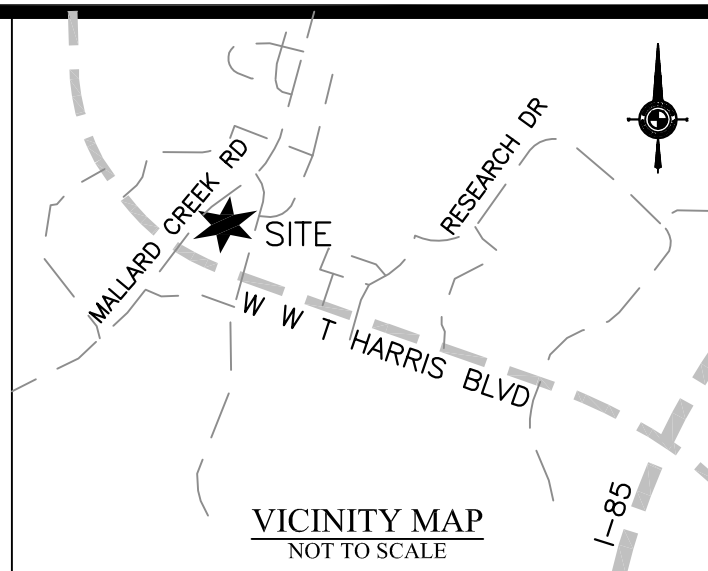 RESEARCH DR
MALLARD CREEK RD
SITE
W W T HARRIS BLVD
I-85
VICINITY MAP
NOT TO SCALE